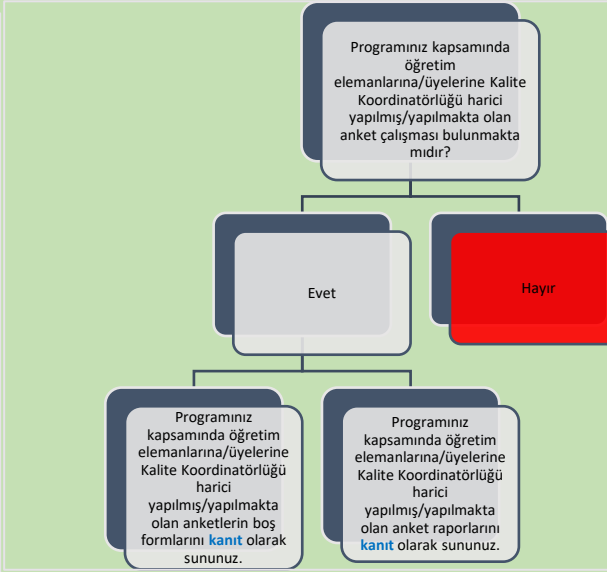 Programınız kapsamında
öğretim
elemanlarına/üyelerine Kalite
Koordinatörlüğü harici
yapılmış/yapılmakta olan
anket çalışması bulunmakta
mıdır?
Evet
Hayır
Programınız
kapsamında öğretim
elemanlarına/üyelerine
Kalite Koordinatörlüğü
harici
yapılmış/yapılmakta
olan anketlerin boş
formlarını kanıt olarak
sununuz.
Programınız
kapsamında öğretim
elemanlarına/üyelerine
Kalite Koordinatörlüğü
harici
yapılmış/yapılmakta
olan anket raporlarını
kanıt olarak sununuz.